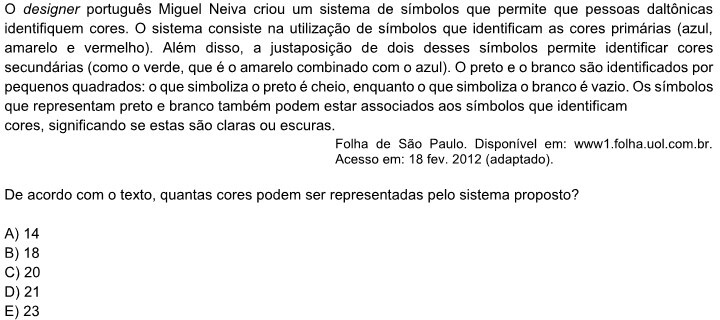 O designer português Miguel Neiva criou um sistema de símbolos que permite que pessoas daltônicas
identifiquem cores. O sistema consiste na utilização de símbolos que identificam as cores primárias (azul,
amarelo e vermelho). Além disso, a justaposição de dois desses símbolos permite identificar cores
secundárias (como o verde, que é o amarelo combinado com o azul). O preto e o branco são identificados por
pequenos quadrados: o que simboliza o preto é cheio, enquanto o que simboliza o branco é vazio. Os símbolos
que representam preto e branco também podem estar associados aos símbolos que identificam
cores, significando se estas são claras ou escuras.
Folha de São Paulo. Disponível em: www1.folha.uol.com.br.
Acesso em: 18 fev. 2012 (adaptado).
De acordo com o texto, quantas cores podem ser representadas pelo sistema proposto?
A) 14
B) 18
C) 20
D) 21
E) 23